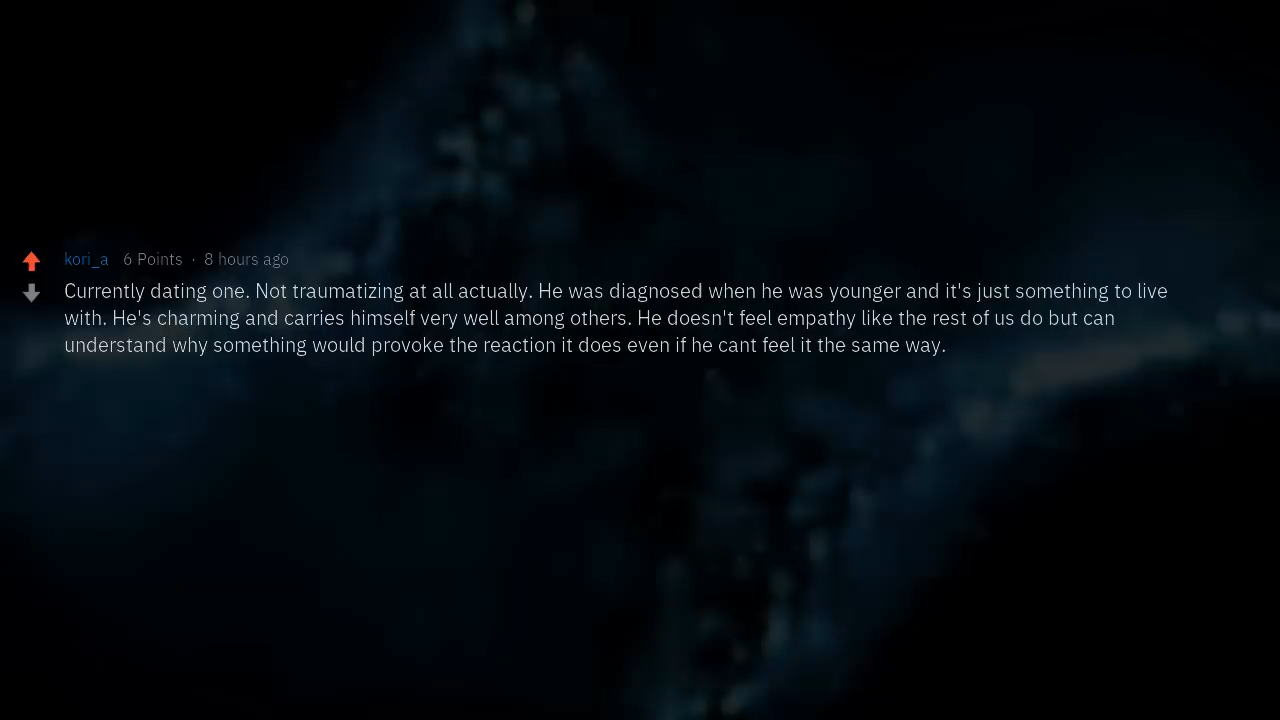 kori_a 6 Points · 8 hours ago
Currently dating one. Not traumatizing at all actually. He was diagnosed when he was younger and it's just something to live
with. He's charming and carries himself very well among others. He doesn't feel empathy like the rest of us do but can
understand why something would provoke the reaction it does even if he cant feel it the same way.